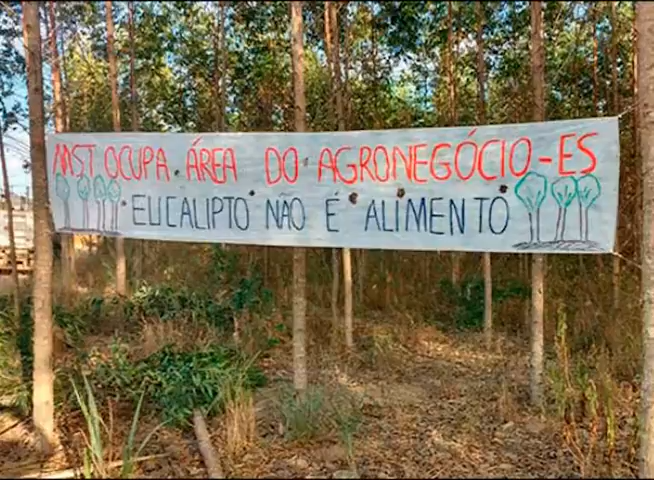 MST OCUPA ÁREA DO AGRONEGÓCIO-ES
EUCALIPTO NÃO É ALIMENTO